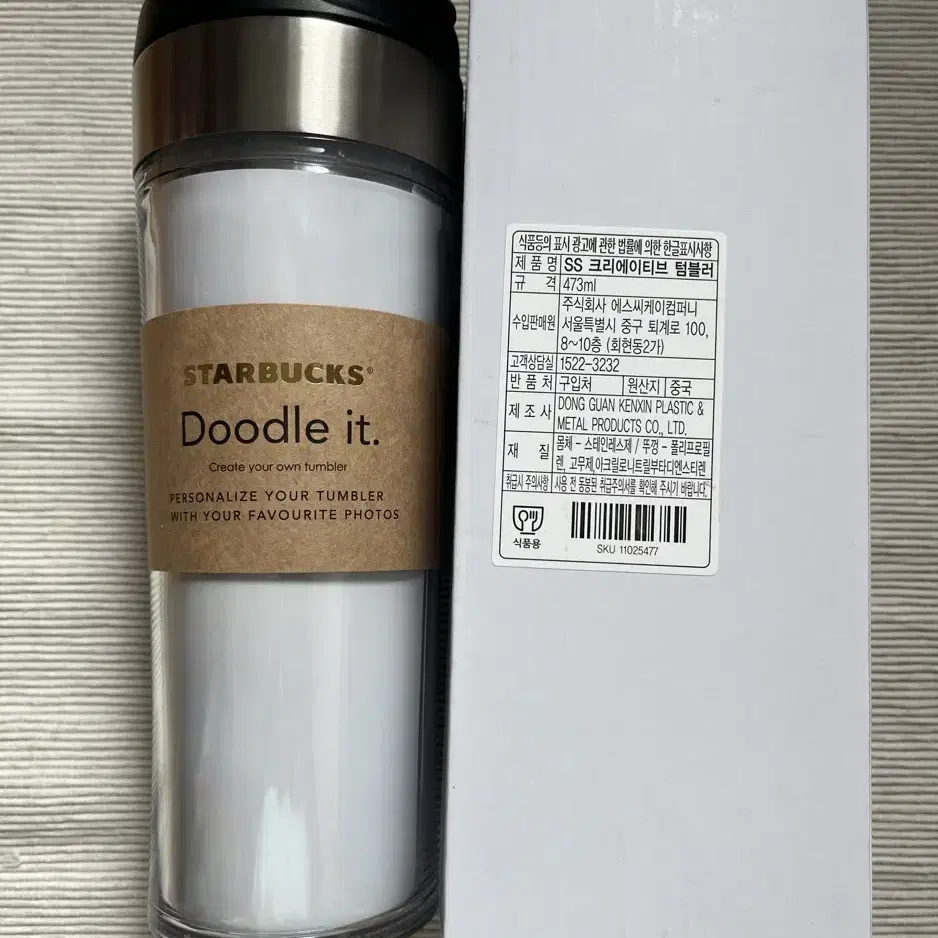 STARBUCKS®
Doodle it.
Create your own tumbler
PERSONALIZE YOUR TUMBLER
WITH YOUR FAVOURITE PHOTOS
식품등의 표시 광고에 관한 법률에 의한 한글표시사항
제 품 명 SS 크리에이티브 텀블러
규 격 473ml
수입판매원 주식회사 에스씨케이컴퍼니
서울특별시 중구 퇴계로 100,
8~10층 (회현동2가)
고객상담실 1522-3232
반 품 처 구입처 원산지 중국
제 조 사 DONG GUAN KENXIN PLASTIC &
METAL PRODUCTS CO., LTD.
재 질 몸체 - 스테인레스제 / 뚜껑 - 폴리프로필
렌, 고무제,아크릴로니트릴부타디엔스티렌
취급시 주의사항 사용 전 동봉된 취급주의서를 확인해 주시기 바랍니다.
식품용
SKU 11025477